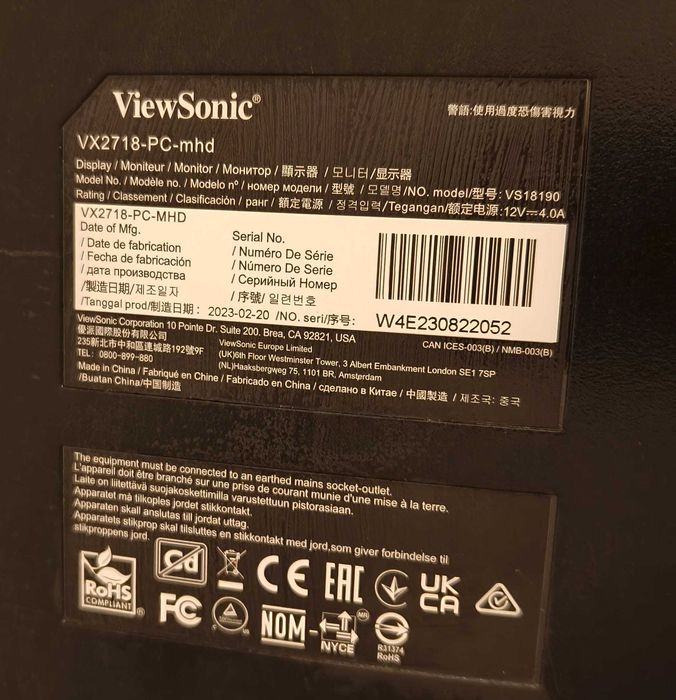 ViewSonic®
警語:使用過度恐傷害視力
VX2718-PC-mhd
Display / Moniteur / Monitor / Монитор / 顯示器 / 모니터/显示器
Model No. / Modèle no. / Modelo nº / номер модели / 型號 / 모델명/NO. model/型号: VS18190
Rating / Classement / Clasificación / ранг / 額定電源 / 정격입력/Tegangan/额定电源:12V⎓4.0A
VX2718-PC-MHD
Date of Mfg.
/ Date de fabrication
/ Fecha de fabricación
/ дата производства
/製造日期/제조일자
/Tanggal prod/制造日期: 2023-02-20
Serial No.
/ Numéro De Série
/ Número De Serie
/ Серийный Номер
/ 序號/ 일련번호
/NO. seri/序号: W4E230822052
ViewSonic Corporation 10 Pointe Dr. Suite 200. Brea, CA 92821, USA
CAN ICES-003(B) / NMB-003(B)
優派國際股份有限公司
235新北市中和區連城路192號9F
TEL: 0800-899-880
ViewSonic Europe Limited
(UK)6th Floor Westminster Tower, 3 Albert Embankment London SE1 7SP
(NL)Haaksbergweg 75, 1101 BR, Amsterdam
Made in China / Fabriqué en Chine / Fabricado en China / сделано в Китае / 中國製造 / 제조국: 중국
/Buatan China/中国制造
The equipment must be connected to an earthed mains socket-outlet.
L'appareil doit être branché sur une prise de courant munie d'une mise à la terre.
Laite on liitettävä suojakoskettimilla varustettuun pistorasiaan.
Apparatet må tilkoples jordet stikkontakt.
Apparaten skall anslutas till jordat uttag.
Apparatets stikprop skal tilsluttes en stikkontakt med jord,som giver forbindelse til
stikproppens jord.
RoHS
COMPLIANT
Cd
CE
EAC
UK
CA
FC
NOM
NYCE
MR
R31374
RoHS